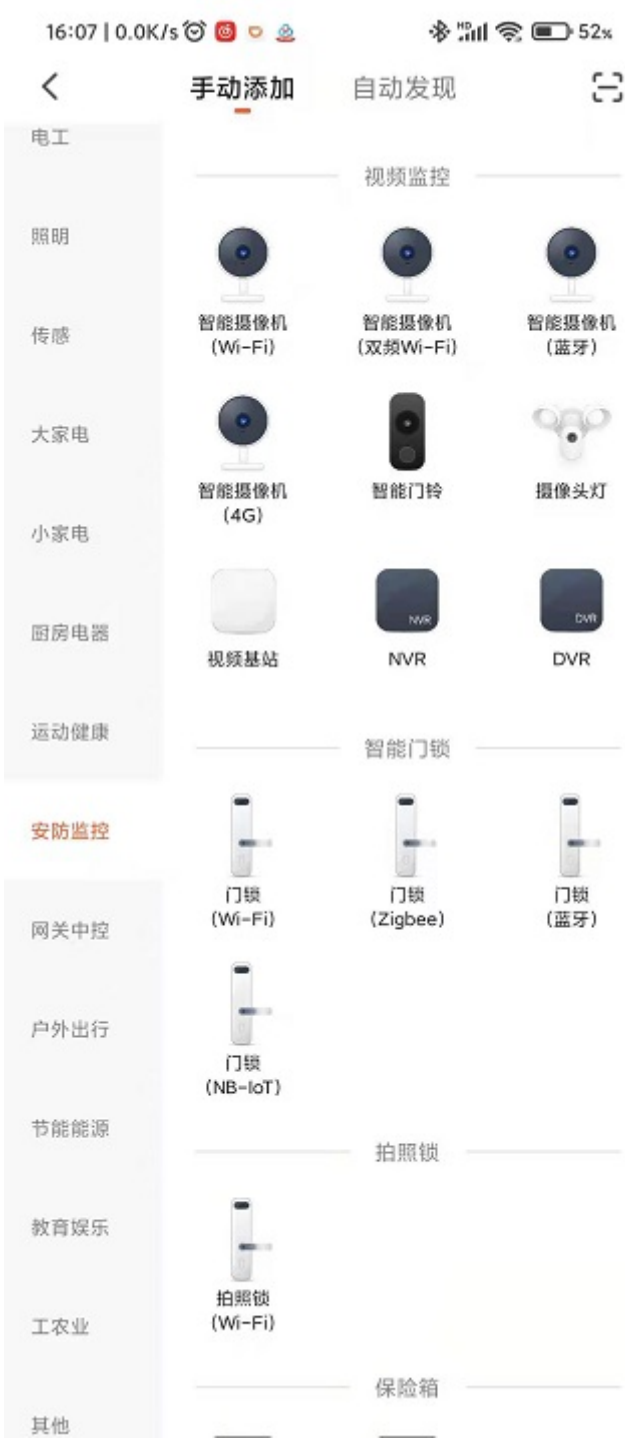 16:07 | 0.0K/s
HD 5G
52%
手动添加
自动发现
电工
照明
传感
大家电
小家电
厨房电器
运动健康
安防监控
网关中控
户外出行
节能能源
教育娱乐
工农业
其他
视频监控
智能摄像机
(Wi-Fi)
智能摄像机
(双频Wi-Fi)
智能摄像机
(蓝牙)
智能摄像机
(4G)
智能门铃
摄像头灯
NVR
DVR
视频基站
NVR
DVR
智能门锁
门锁
(Wi-Fi)
门锁
(Zigbee)
门锁
(蓝牙)
门锁
(NB-IoT)
拍照锁
拍照锁
(Wi-Fi)
保险箱